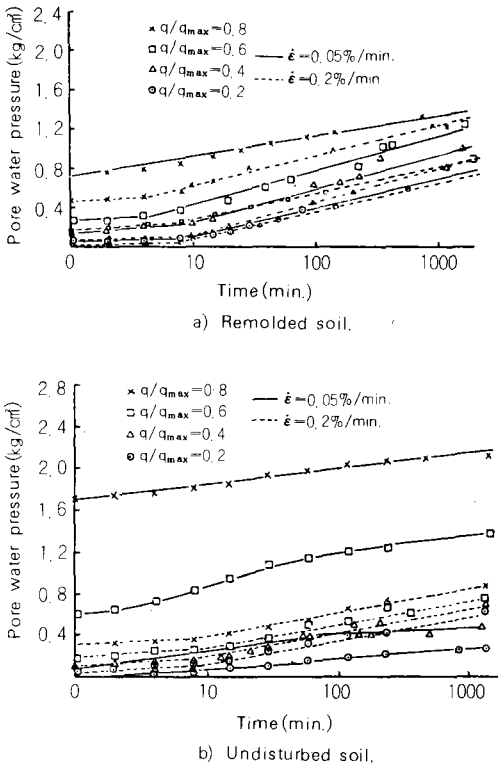 Pore water pressure (kg/cm²)
2.4
2.0
1.6
1.2
0.8
0.4
× q/qmax=0.8
□ q/qmax=0.6
△ q/qmax=0.4
⊙ q/qmax=0.2
ε̇=0.05%/min.
ε̇=0.2%/min
0 10 100 1000
Time(min.)
a) Remolded soil.
Pore water pressure(kg/cm²)
2.8
2.4
2.0
1.6
1.2
0.8
0.4
× q/qmax=0.8
□ q/qmax=0.6
△ q/qmax=0.4
⊙ q/qmax=0.2
ε̇=0.05%/min.
ε̇=0.2%/min.
0 10 100 1000
Time(min.)
b) Undisturbed soil.